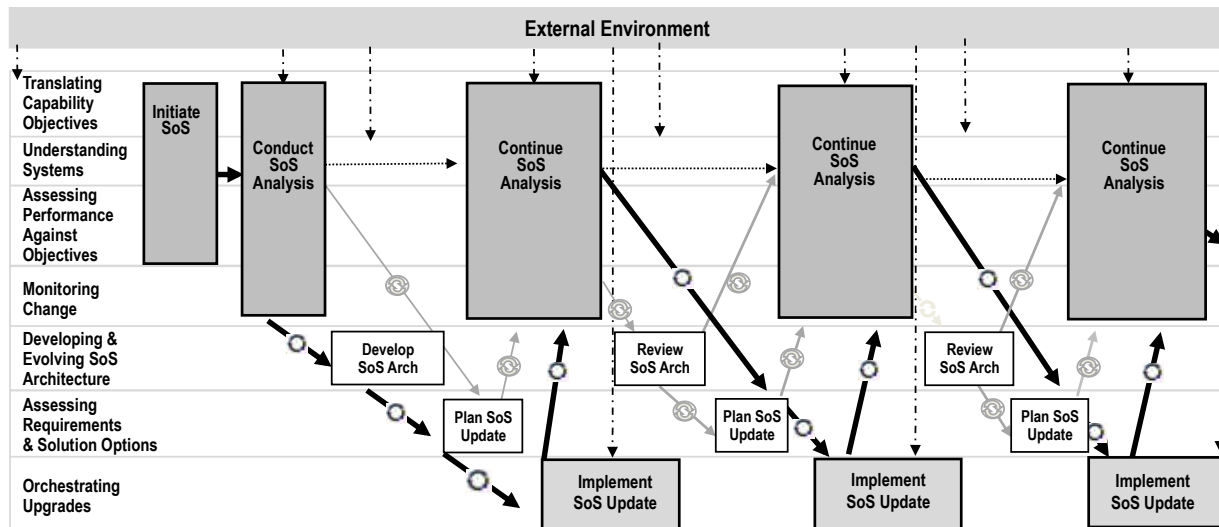 External Environment
Translating
Capability
Objectives
Understanding
Systems
Assessing
Performance
Against
Objectives
Monitoring
Change
Developing &
Evolving SoS
Architecture
Assessing
Requirements
& Solution Options
Orchestrating
Upgrades
Initiate
SoS
Conduct
SoS
Analysis
Develop
SoS Arch
Plan SoS
Update
Implement
SoS Update
Continue
SoS
Analysis
Review
SoS Arch
Plan SoS
Update
Implement
SoS Update
Continue
SoS
Analysis
Review
SoS Arch
Plan SoS
Update
Implement
SoS Update
Continue
SoS
Analysis